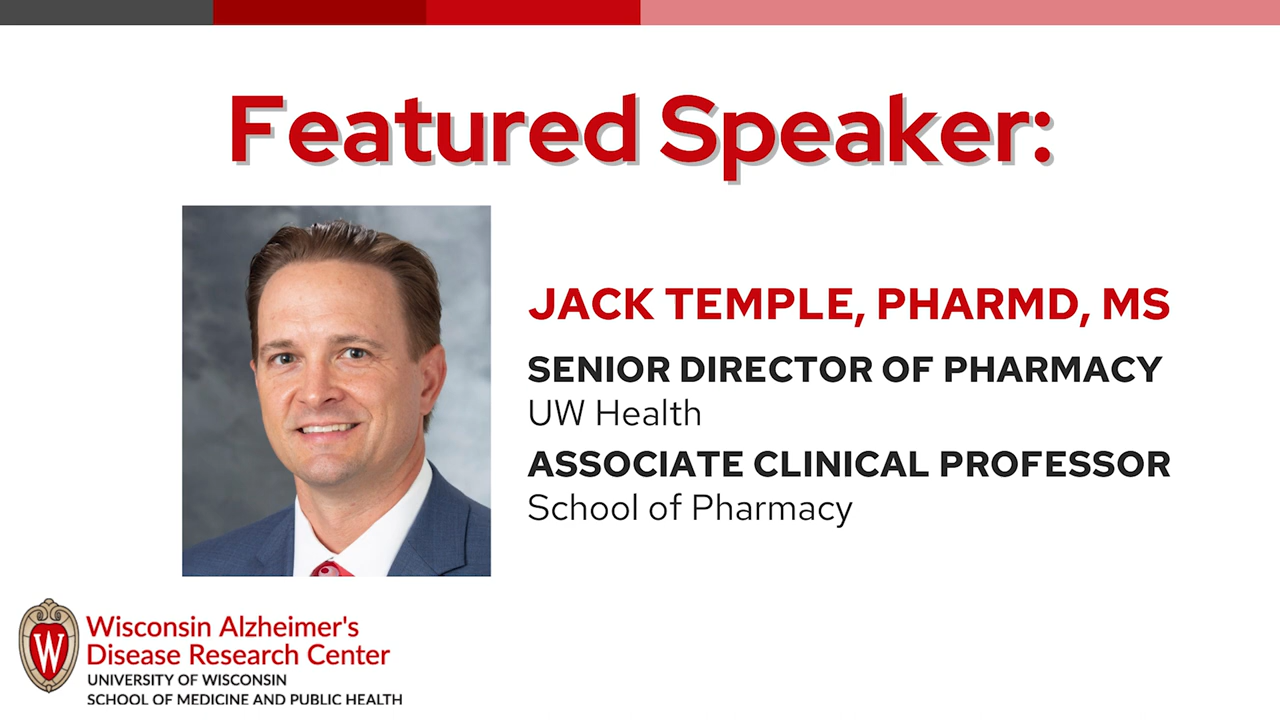 Featured Speaker:
JACK TEMPLE, PHARMD, MS
SENIOR DIRECTOR OF PHARMACY
UW Health
ASSOCIATE CLINICAL PROFESSOR
School of Pharmacy
W
Wisconsin Alzheimer's
Disease Research Center
UNIVERSITY OF WISCONSIN
SCHOOL OF MEDICINE AND PUBLIC HEALTH